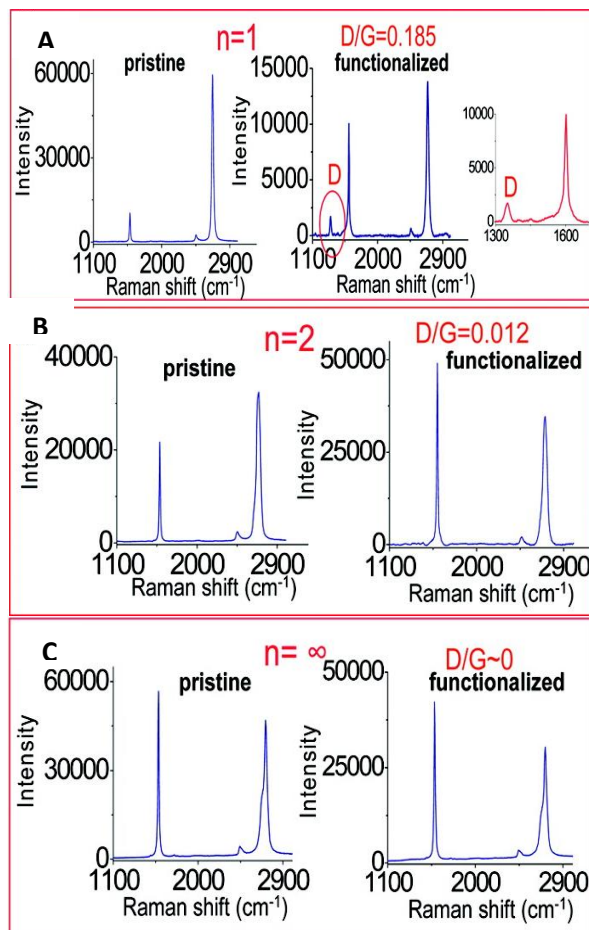 A
n=1
D/G=0.185
pristine
functionalized
60000
30000
0
Intensity
1100 2000 2900
Raman shift (cm-1)
15000
10000
5000
0
Intensity
D
1100 2000 2900
Raman shift (cm-1)
10000
5000
0
D
1300 1600
B
n=2
D/G=0.012
pristine
functionalized
40000
20000
0
Intensity
1100 2000 2900
Raman shift (cm-1)
50000
25000
0
Intensity
1100 2000 2900
Raman shift (cm-1)
C
n= ∞
D/G~0
pristine
functionalized
60000
30000
0
Intensity
1100 2000 2900
Raman shift (cm-1)
50000
25000
0
Intensity
1100 2000 2900
Raman shift (cm-1)